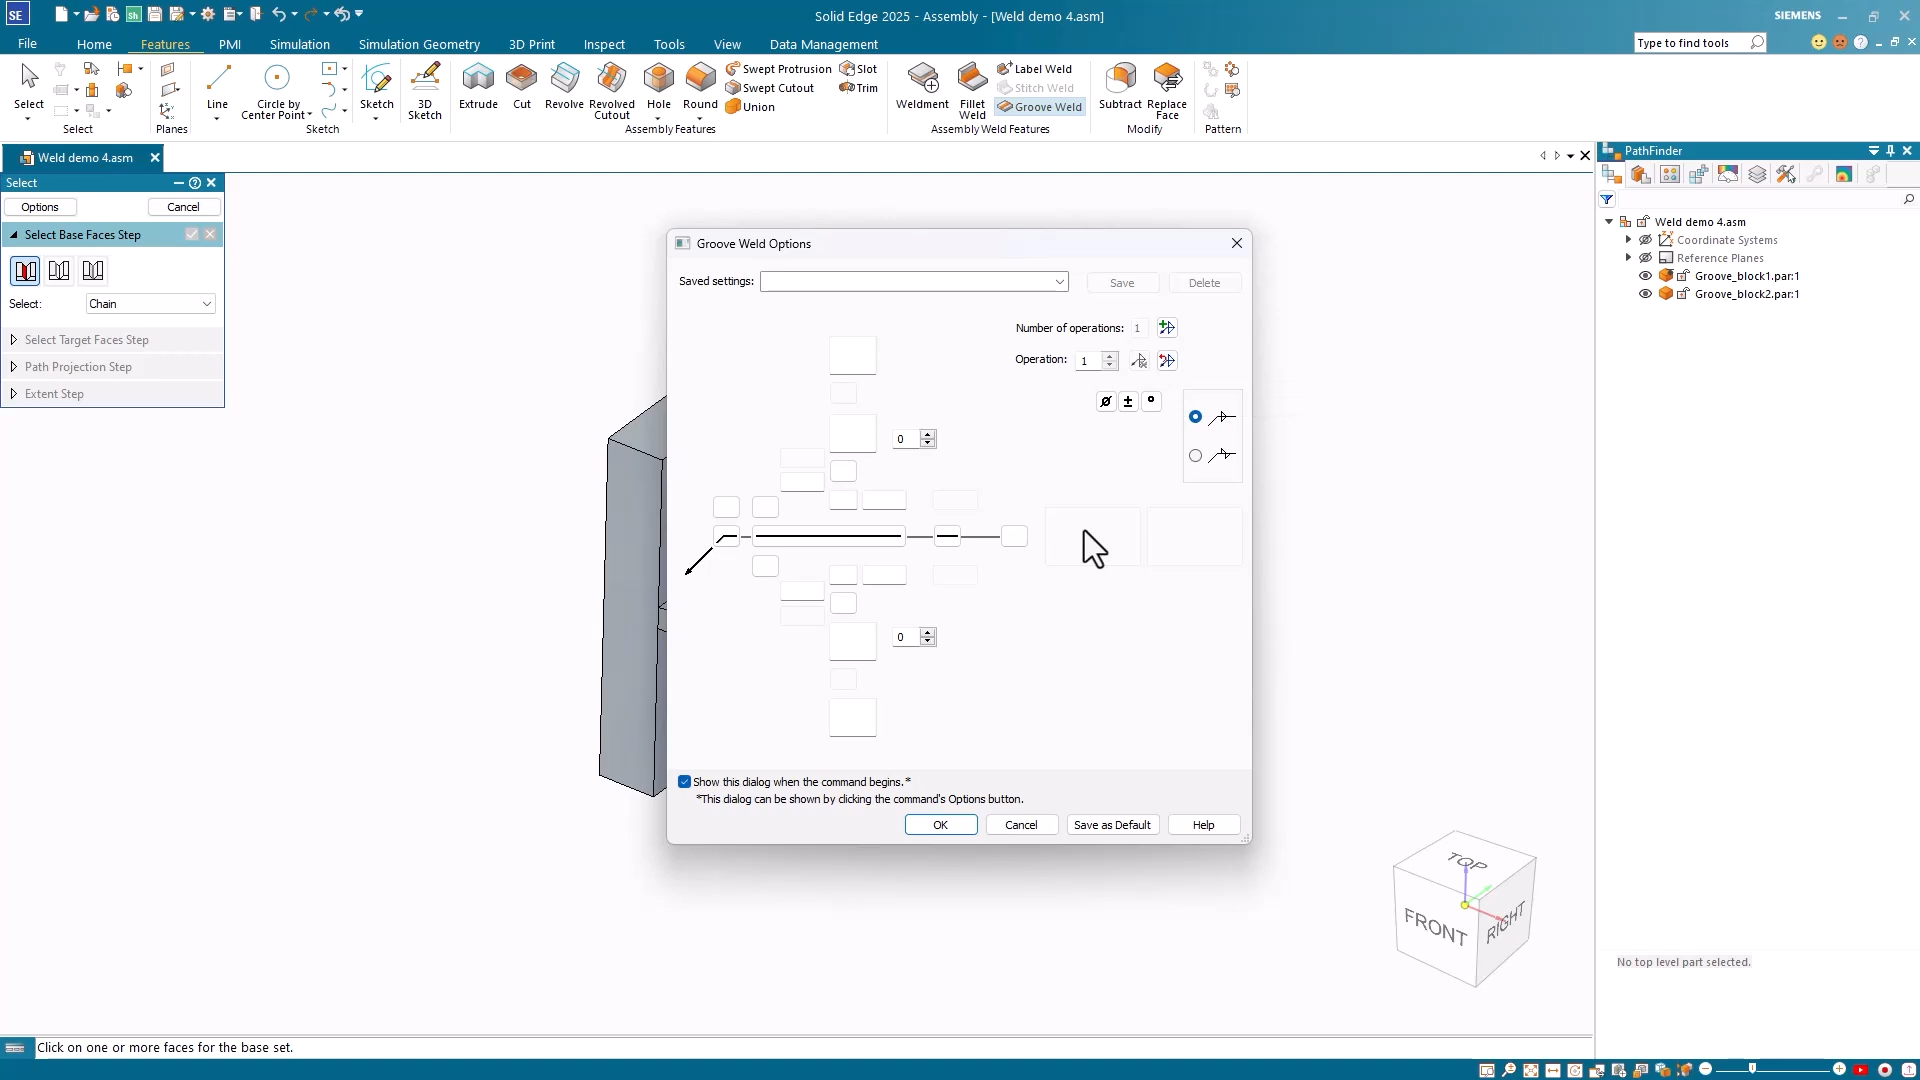 SE
Sh
Solid Edge 2025 - Assembly - [Weld demo 4.asm]
SIEMENS
File
Home
Features
PMI
Simulation
Simulation Geometry
3D Print
Inspect
Tools
View
Data Management
Type to find tools
Select
Line
Circle by
Center Point
Sketch
3D
Sketch
Extrude
Cut
Revolve
Revolved
Cutout
Hole
Round
Swept Protrusion
Swept Cutout
Union
Slot
Trim
Weldment
Fillet
Weld
Label Weld
Stitch Weld
Groove Weld
Subtract
Replace
Face
Select
Planes
Sketch
Assembly Features
Assembly Weld Features
Modify
Pattern
Weld demo 4.asm
Select
Options
Cancel
Select Base Faces Step
Select:
Chain
Select Target Faces Step
Path Projection Step
Extent Step
Groove Weld Options
Saved settings:
Save
Delete
Number of operations:
1
Operation:
1
0
0
Show this dialog when the command begins.*
*This dialog can be shown by clicking the command's Options button.
OK
Cancel
Save as Default
Help
TOP
FRONT
RIGHT
PathFinder
Weld demo 4.asm
Coordinate Systems
Reference Planes
Groove_block1.par:1
Groove_block2.par:1
No top level part selected.
Click on one or more faces for the base set.